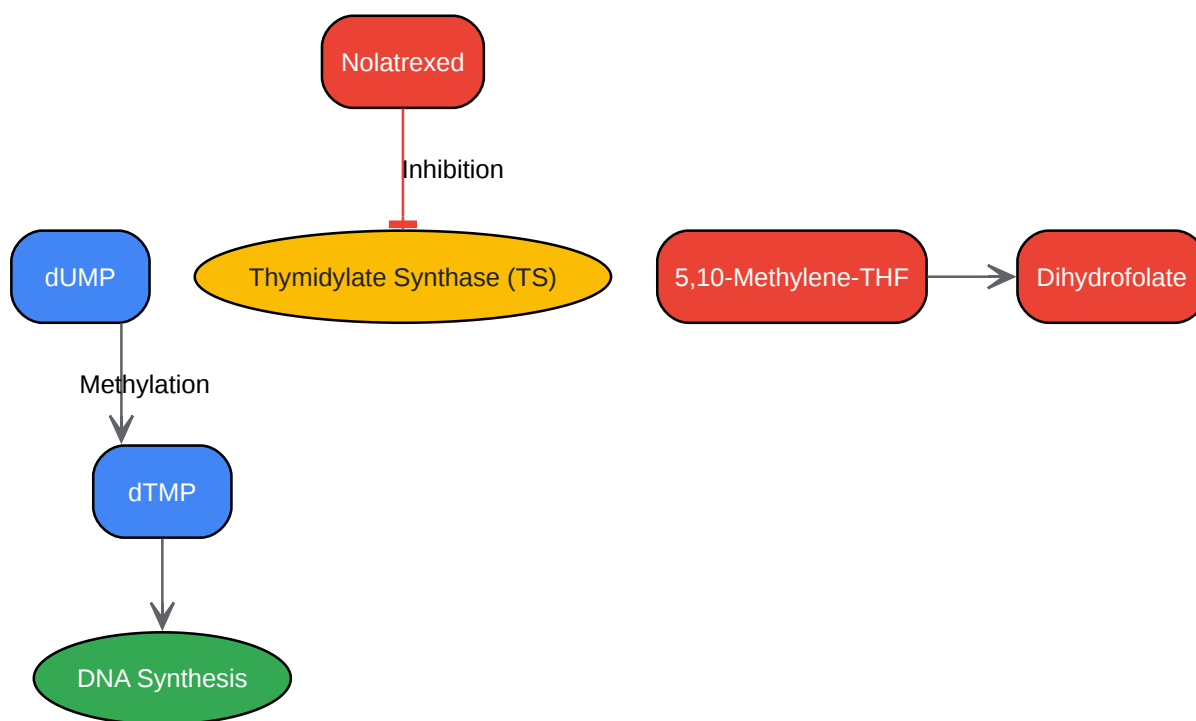 Nolatrexed
Inhibition
dUMP
Thymidylate Synthase (TS)
5,10-Methylene-THF
Dihydrofolate
Methylation
dTMP
DNA Synthesis